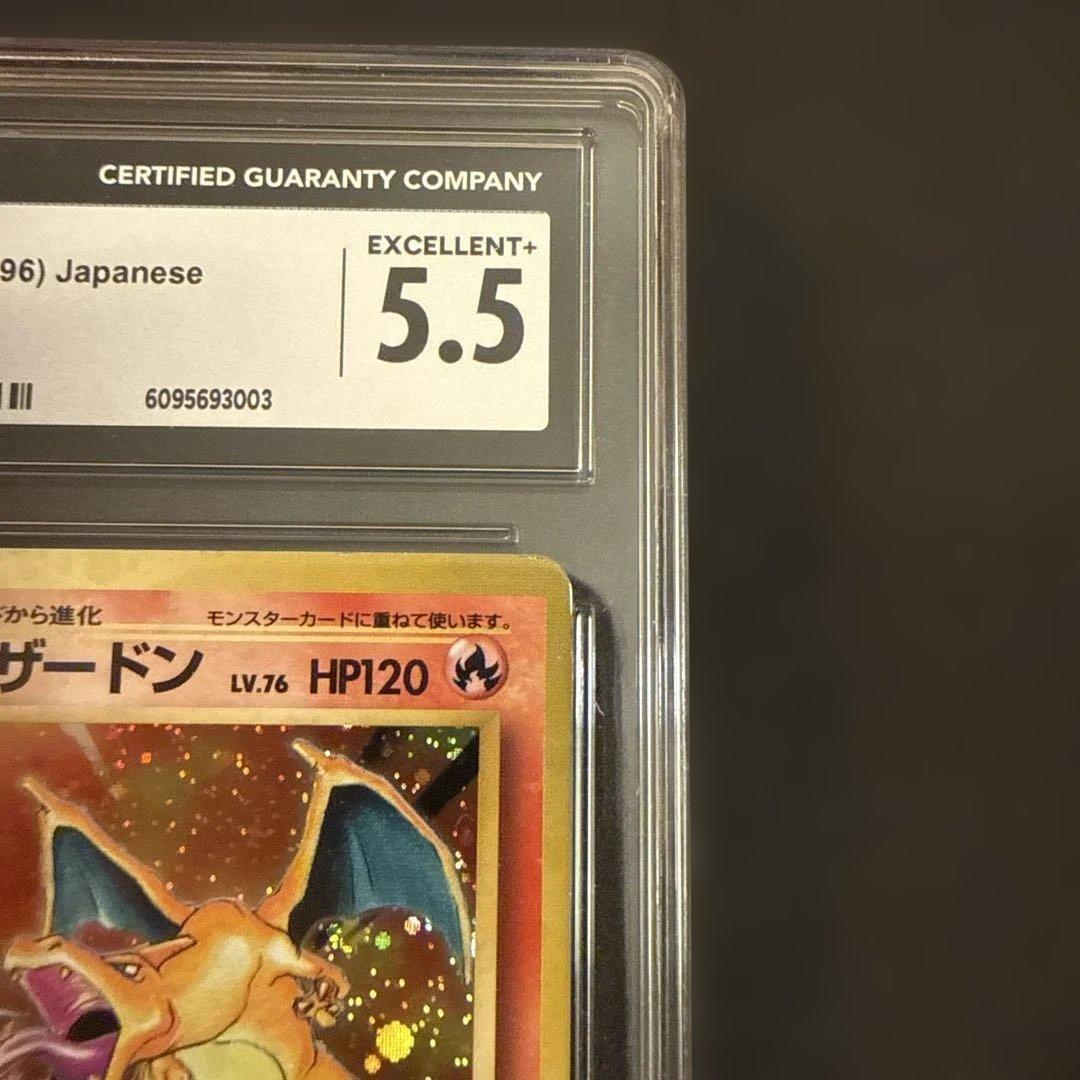 CERTIFIED GUARANTY COMPANY
96) Japanese
EXCELLENT+
5.5
6095693003
から進化
モンスターカードに重ねて使います。
ザードン LV.76 HP120